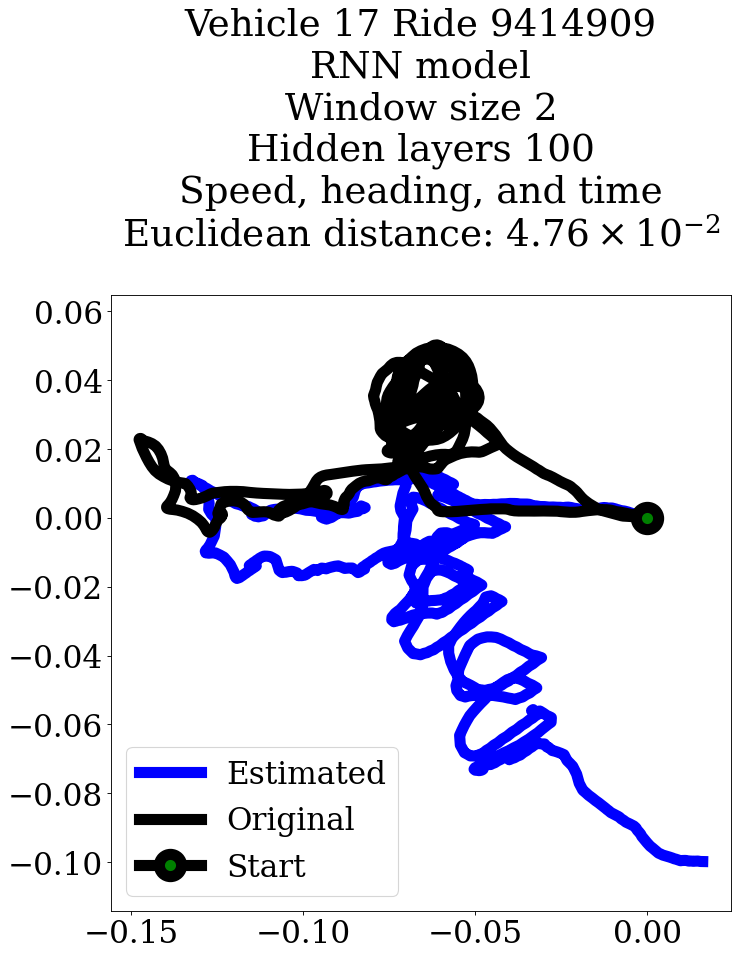 Vehicle 17 Ride 9414909
RNN model
Window size 2
Hidden layers 100
Speed, heading, and time
Euclidean distance: 4.76 × 10⁻²
0.06
0.04
0.02
0.00
−0.02
−0.04
−0.06
−0.08
−0.10
Estimated
Original
Start
−0.15 −0.10 −0.05 0.00